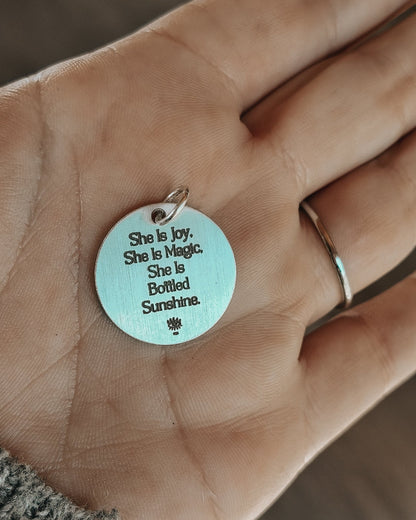 She Is Joy,
She Is Magic,
She Is
Bottled
Sunshine.